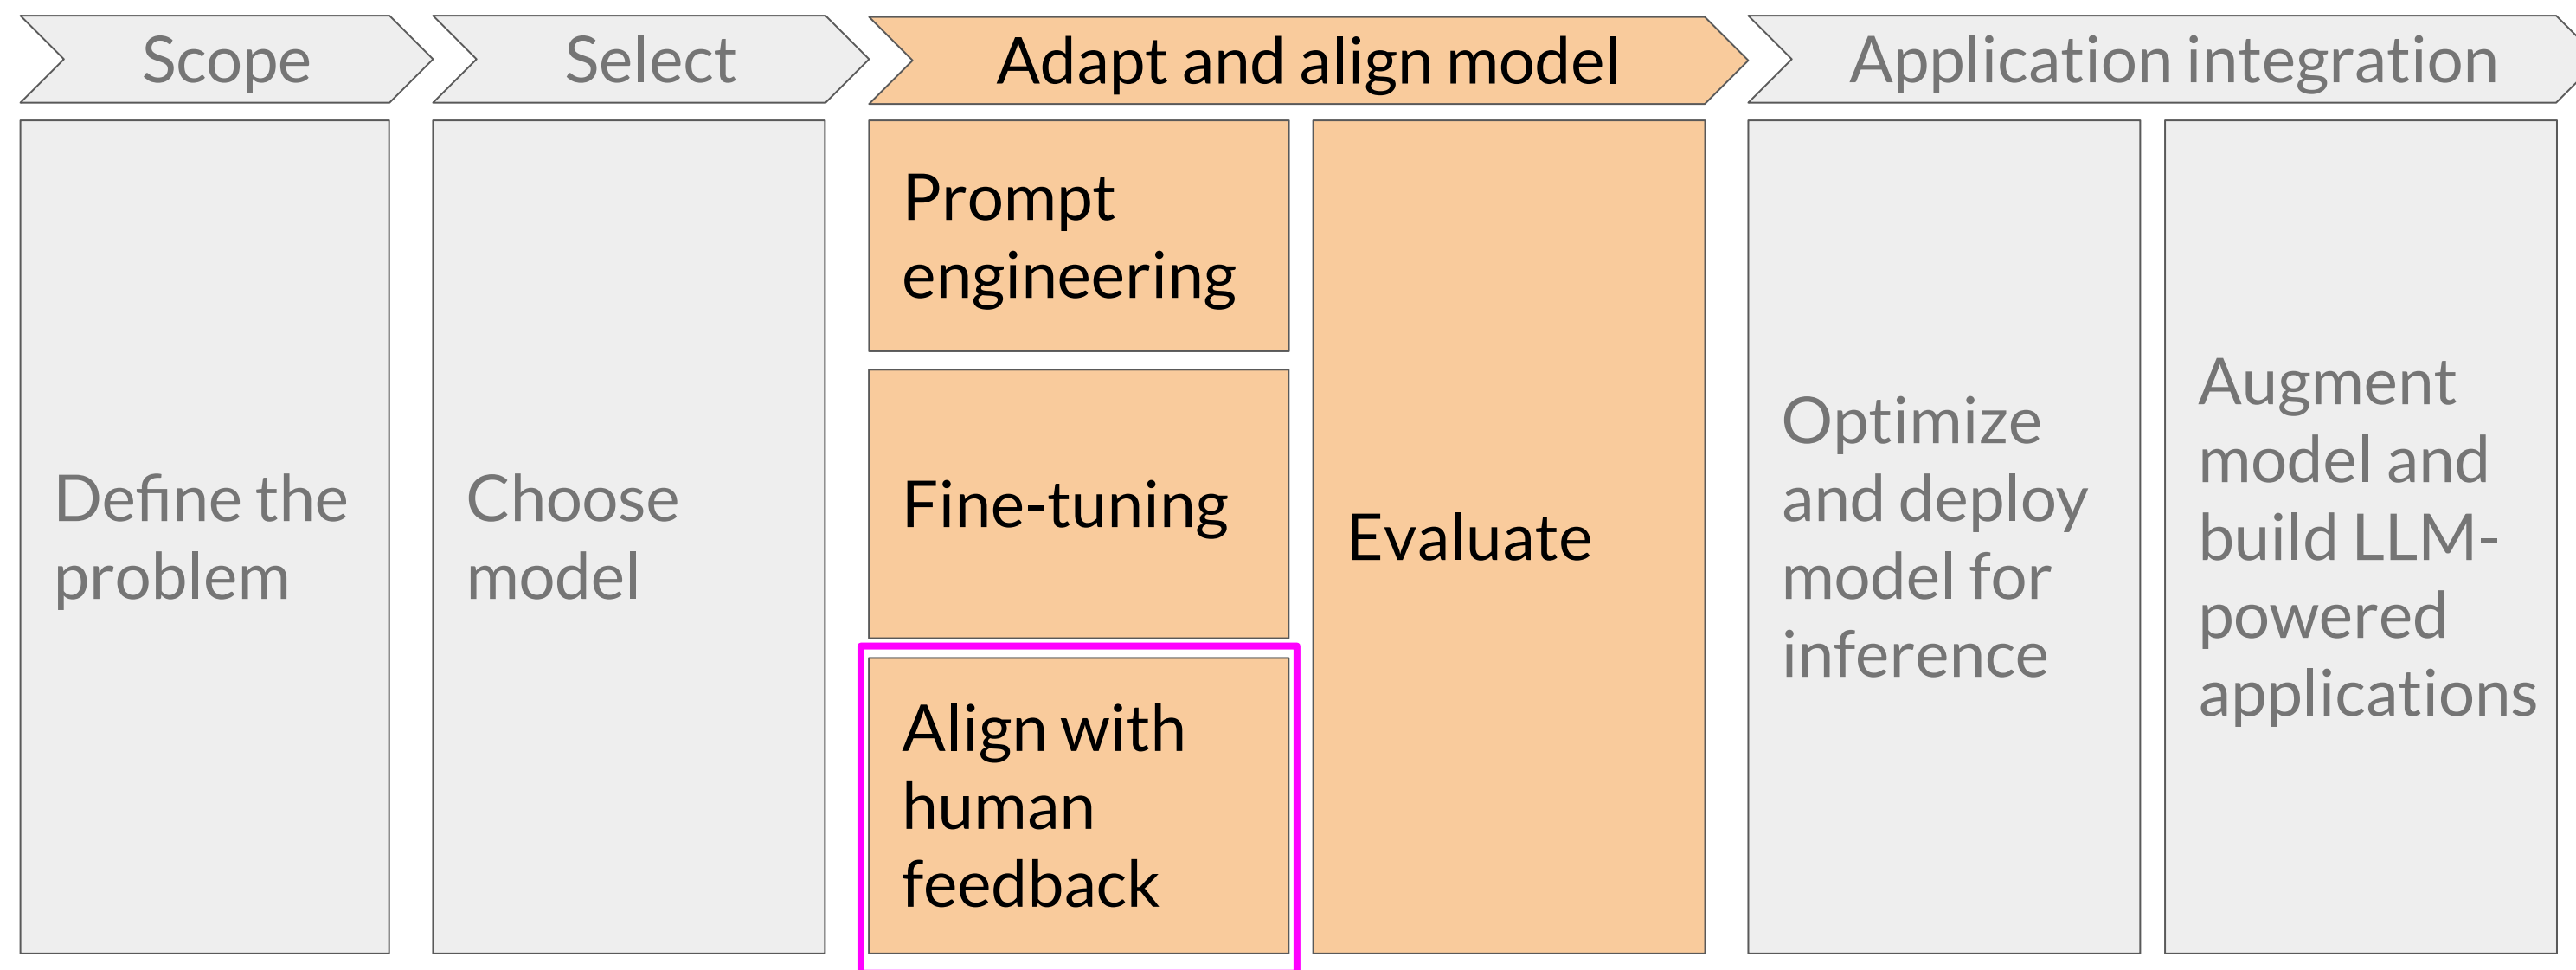 Scope
Select
Adapt and align model
Application integration
Define the
problem
Choose
model
Prompt
engineering
Fine-tuning
Align with
human
feedback
Evaluate
Optimize
and deploy
model for
inference
Augment
model and
build LLM-
powered
applications